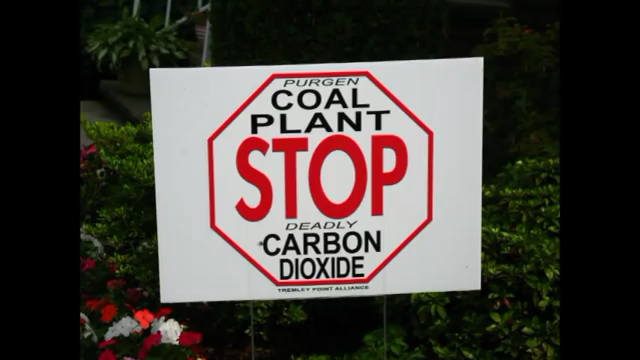 PURGEN
COAL
PLANT
STOP
DEADLY
CARBON
DIOXIDE
TREMLEY POINT ALLIANCE